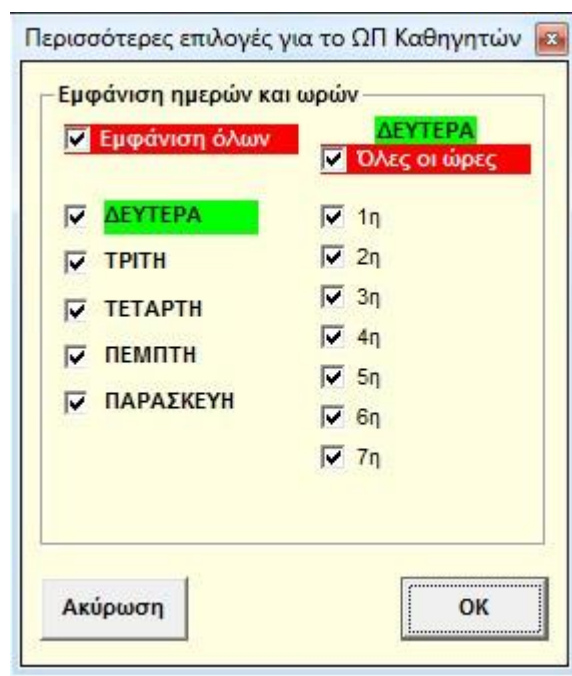 Περισσότερες επιλογές για το ΩΠ Καθηγητών
Εμφάνιση ημερών και ωρών
Εμφάνιση όλων
ΔΕΥΤΕΡΑ
ΤΡΙΤΗ
ΤΕΤΑΡΤΗ
ΠΕΜΠΤΗ
ΠΑΡΑΣΚΕΥΗ
ΔΕΥΤΕΡΑ
Όλες οι ώρες
1η
2η
3η
4η
5η
6η
7η
Ακύρωση
OK